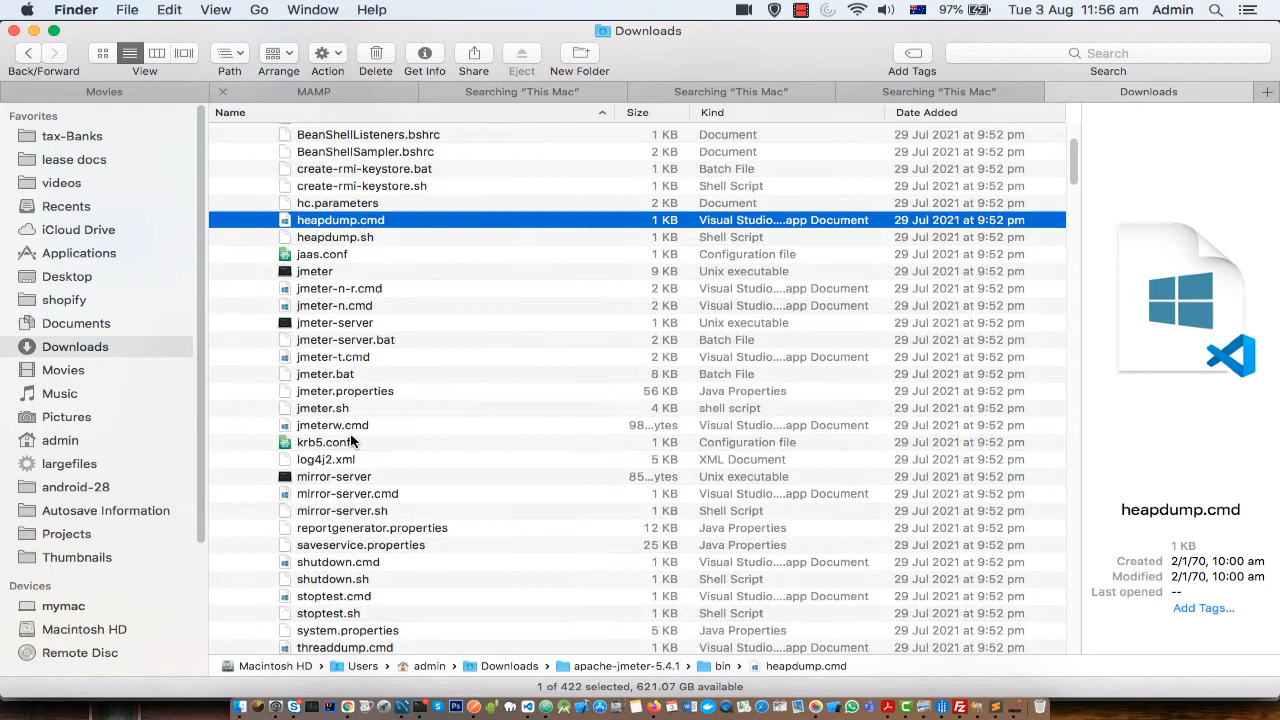 Finder File Edit View Go Window Help 97% Tue 3 Aug 11:56 am Admin
Downloads
Search
Back/Forward View Path Arrange Action Delete Get Info Share Eject New Folder Add Tags Search
Movies MAMP Searching “This Mac” Searching “This Mac” Searching “This Mac” Downloads
Favorites
tax-Banks
lease docs
videos
Recents
iCloud Drive
Applications
Desktop
shopify
Documents
Downloads
Movies
Music
Pictures
admin
largefiles
android-28
Autosave Information
Projects
Thumbnails
Devices
mymac
Macintosh HD
Remote Disc
Name Size Kind Date Added
BeanShellListeners.bshrc 1 KB Document 29 Jul 2021 at 9:52 pm
BeanShellSampler.bshrc 2 KB Document 29 Jul 2021 at 9:52 pm
create-rmi-keystore.bat 1 KB Batch File 29 Jul 2021 at 9:52 pm
create-rmi-keystore.sh 1 KB Shell Script 29 Jul 2021 at 9:52 pm
hc.parameters 2 KB Document 29 Jul 2021 at 9:52 pm
heapdump.cmd 1 KB Visual Studio....app Document 29 Jul 2021 at 9:52 pm
heapdump.sh 1 KB Shell Script 29 Jul 2021 at 9:52 pm
jaas.conf 1 KB Configuration file 29 Jul 2021 at 9:52 pm
jmeter 9 KB Unix executable 29 Jul 2021 at 9:52 pm
jmeter-n-r.cmd 2 KB Visual Studio....app Document 29 Jul 2021 at 9:52 pm
jmeter-n.cmd 2 KB Visual Studio....app Document 29 Jul 2021 at 9:52 pm
jmeter-server 1 KB Unix executable 29 Jul 2021 at 9:52 pm
jmeter-server.bat 2 KB Batch File 29 Jul 2021 at 9:52 pm
jmeter-t.cmd 2 KB Visual Studio....app Document 29 Jul 2021 at 9:52 pm
jmeter.bat 8 KB Batch File 29 Jul 2021 at 9:52 pm
jmeter.properties 56 KB Java Properties 29 Jul 2021 at 9:52 pm
jmeter.sh 4 KB shell script 29 Jul 2021 at 9:52 pm
jmeterw.cmd 98...ytes Visual Studio....app Document 29 Jul 2021 at 9:52 pm
krb5.conf 1 KB Configuration file 29 Jul 2021 at 9:52 pm
log4j2.xml 5 KB XML Document 29 Jul 2021 at 9:52 pm
mirror-server 85...ytes Unix executable 29 Jul 2021 at 9:52 pm
mirror-server.cmd 1 KB Visual Studio....app Document 29 Jul 2021 at 9:52 pm
mirror-server.sh 1 KB Shell Script 29 Jul 2021 at 9:52 pm
reportgenerator.properties 12 KB Java Properties 29 Jul 2021 at 9:52 pm
saveservice.properties 25 KB Java Properties 29 Jul 2021 at 9:52 pm
shutdown.cmd 1 KB Visual Studio....app Document 29 Jul 2021 at 9:52 pm
shutdown.sh 1 KB Shell Script 29 Jul 2021 at 9:52 pm
stoptest.cmd 1 KB Visual Studio....app Document 29 Jul 2021 at 9:52 pm
stoptest.sh 1 KB Shell Script 29 Jul 2021 at 9:52 pm
system.properties 5 KB Java Properties 29 Jul 2021 at 9:52 pm
threaddump.cmd 1 KB Visual Studio....app Document 29 Jul 2021 at 9:52 pm
heapdump.cmd
1 KB
Created 2/1/70, 10:00 am
Modified 2/1/70, 10:00 am
Last opened --
Add Tags...
Macintosh HD Users admin Downloads apache-jmeter-5.4.1 bin heapdump.cmd
1 of 422 selected, 621.07 GB available